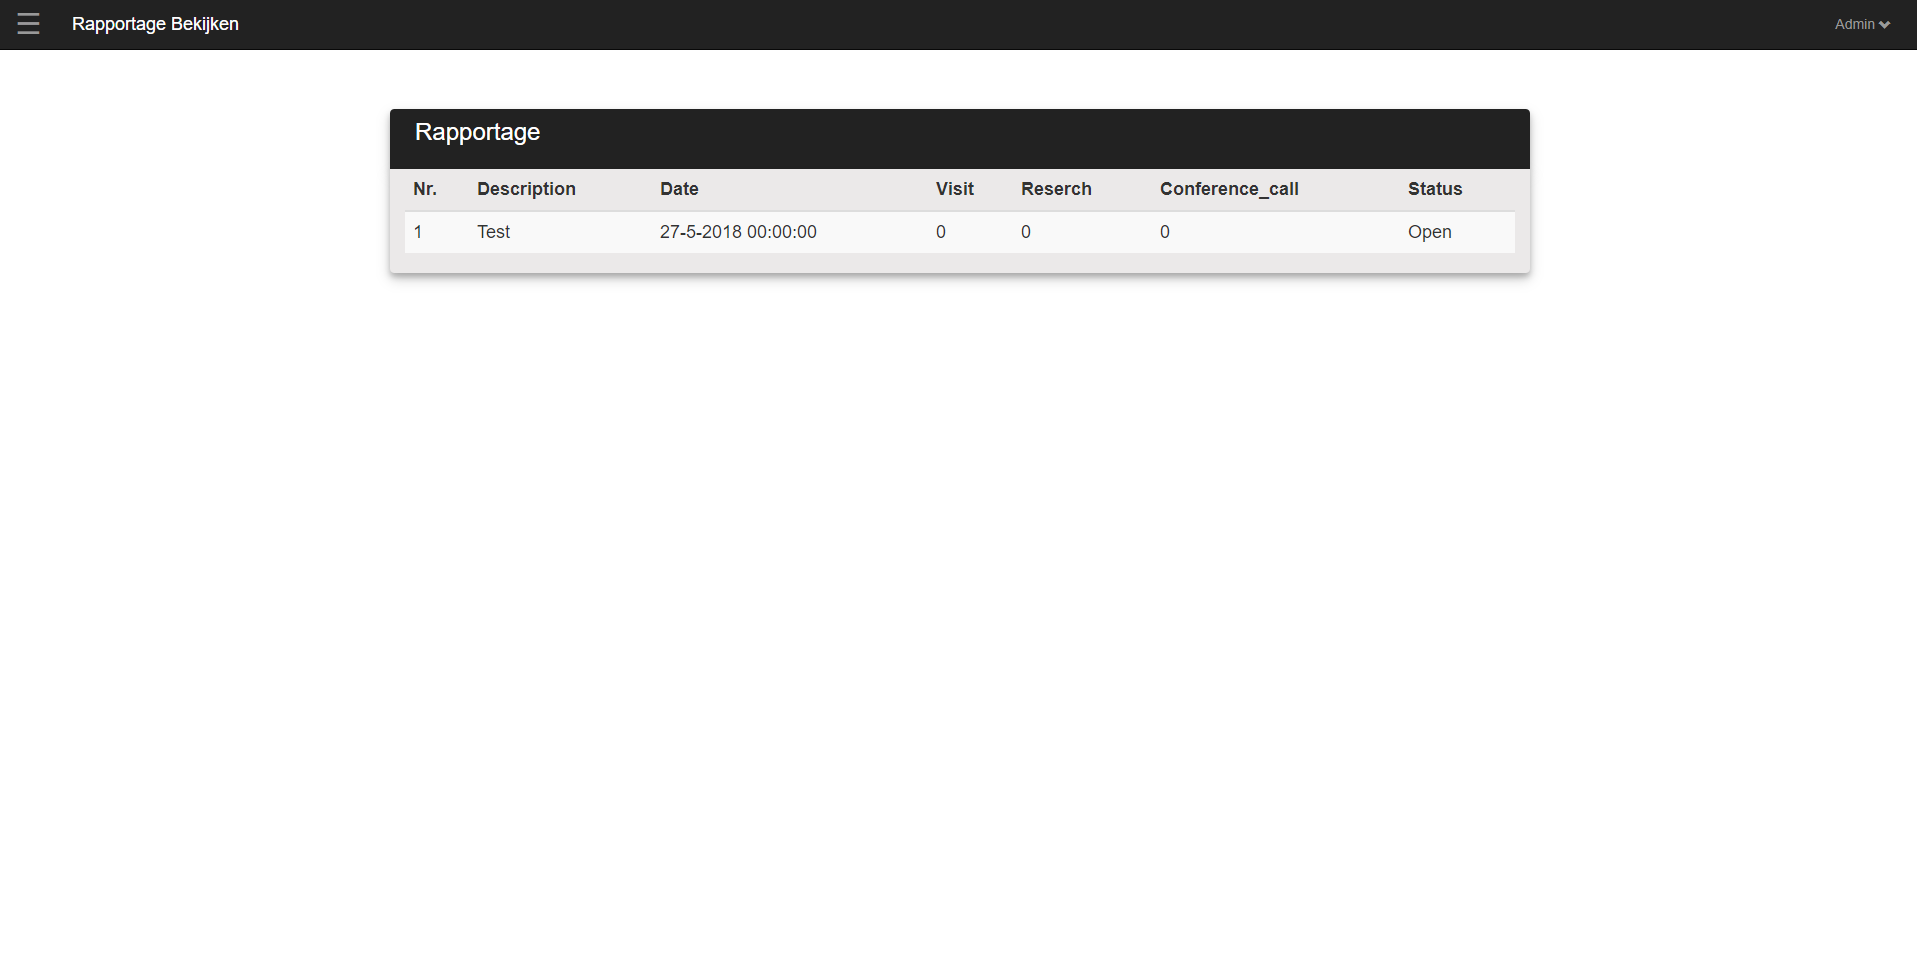 Rapportage Bekijken Admin
Rapportage
Nr. Description Date Visit Reserch Conference_call Status
1 Test 27-5-2018 00:00:00 0 0 0 Open